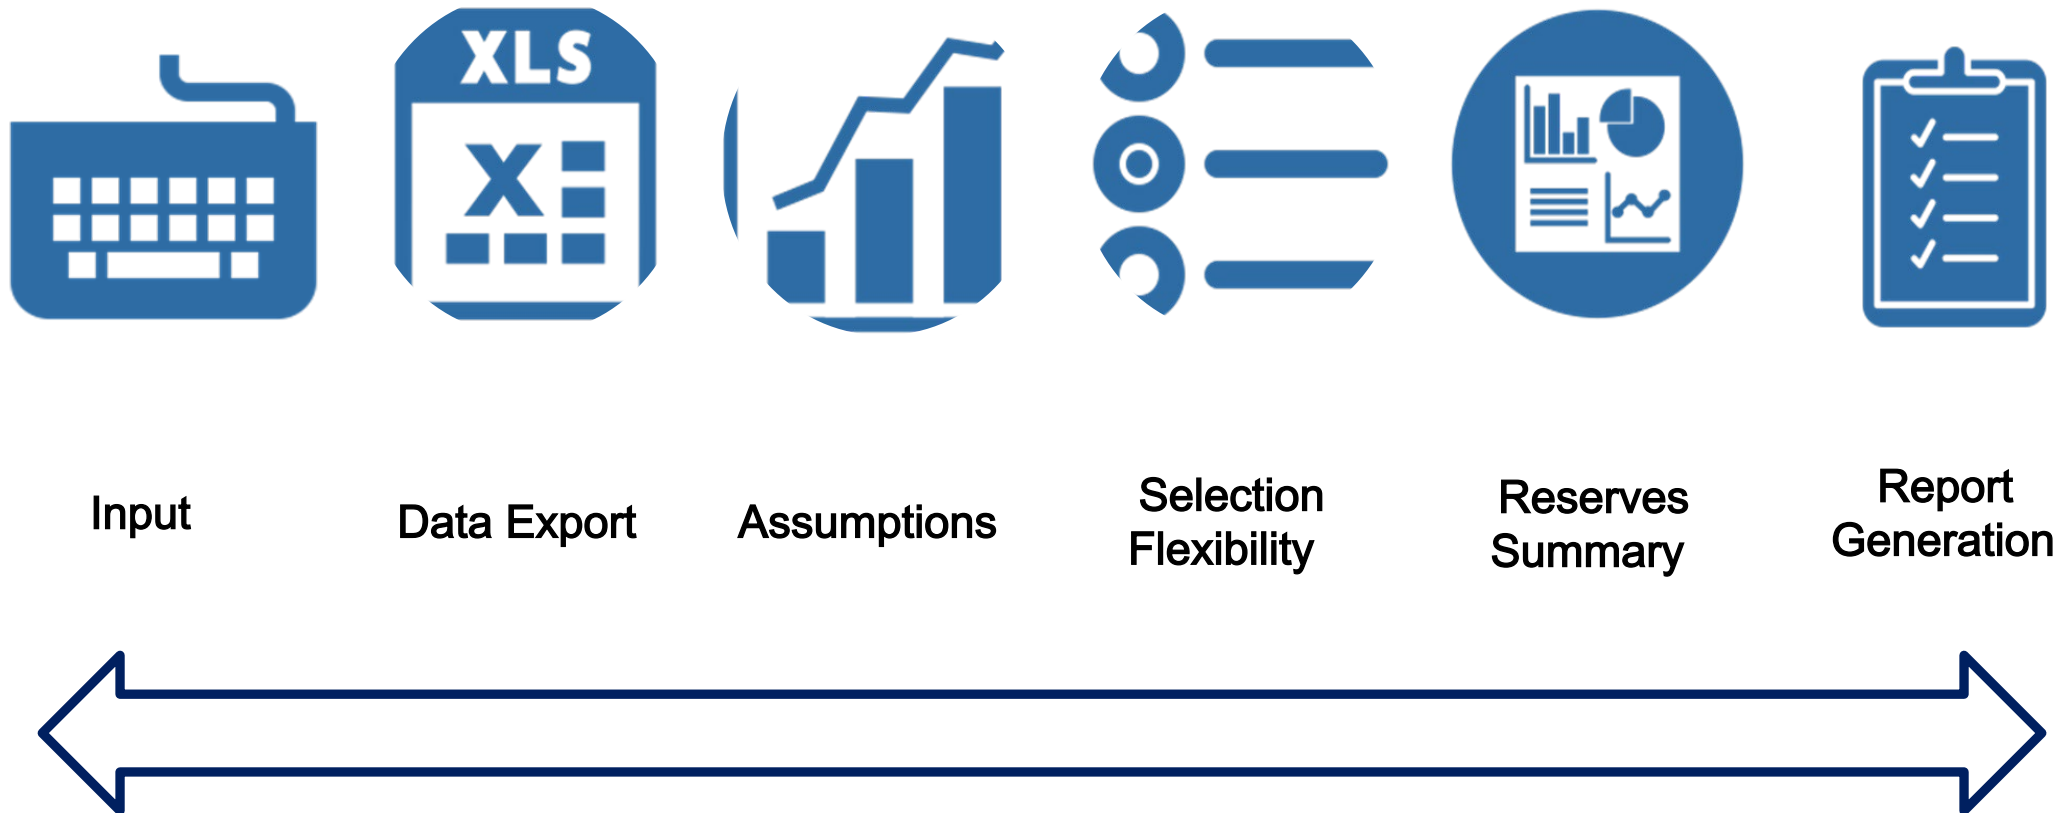 XLS
X
Input
Data Export
Assumptions
Selection
Flexibility
Reserves
Summary
Report
Generation